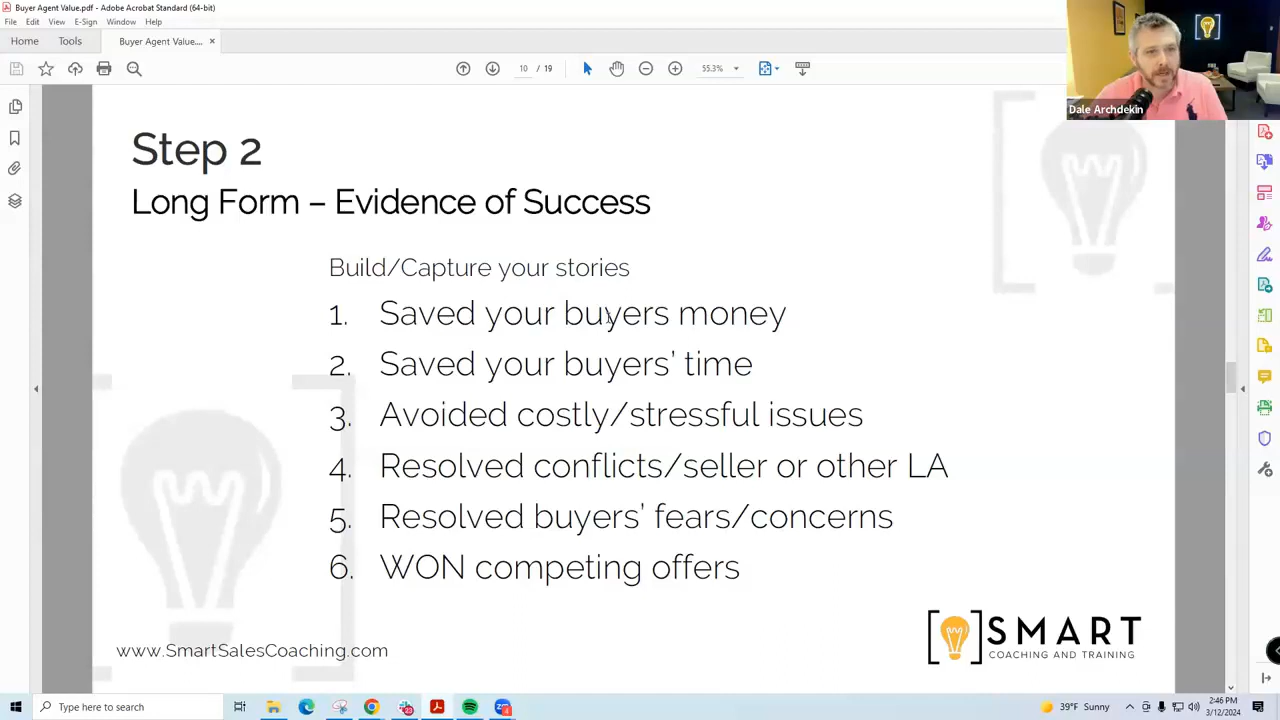 Buyer Agent Value.pdf - Adobe Acrobat Standard (64-bit)
File Edit View E-Sign Window Help
Home Tools Buyer Agent Value.... ×
10 / 19 55.3%
Dale Archdekin
Step 2
Long Form – Evidence of Success
Build/Capture your stories
1. Saved your buyers money
2. Saved your buyers’ time
3. Avoided costly/stressful issues
4. Resolved conflicts/seller or other LA
5. Resolved buyers’ fears/concerns
6. WON competing offers
SMART
COACHING AND TRAINING
www.SmartSalesCoaching.com
Type here to search
39°F Sunny
2:46 PM
3/12/2024